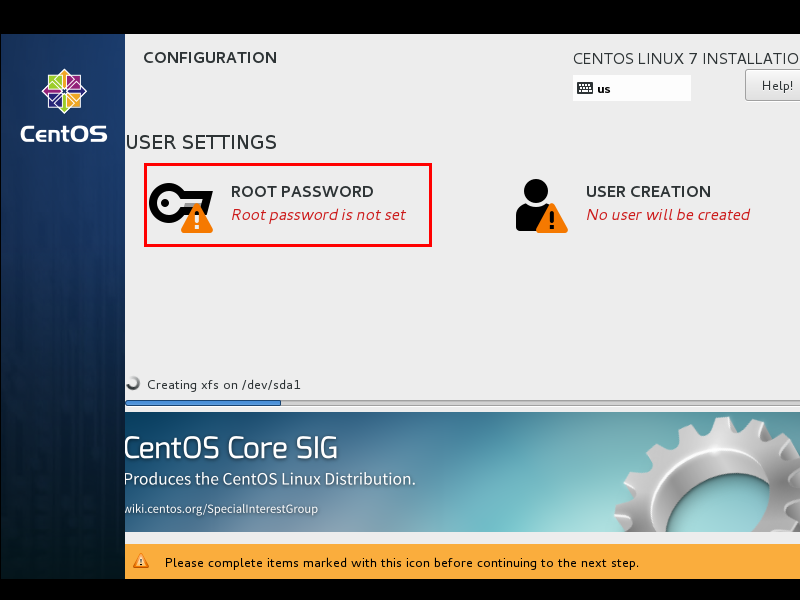 CONFIGURATION
CENTOS LINUX 7 INSTALLATIO
us
Help!
CentOS
USER SETTINGS
ROOT PASSWORD
Root password is not set
USER CREATION
No user will be created
Creating xfs on /dev/sda1
CentOS Core SIG
Produces the CentOS Linux Distribution.
wiki.centos.org/SpecialInterestGroup
Please complete items marked with this icon before continuing to the next step.